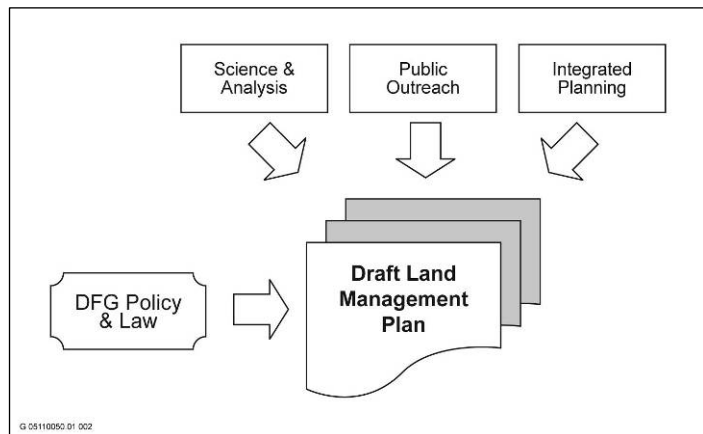 Science &
Analysis
Public
Outreach
Integrated
Planning
Draft Land
Management
Plan
DFG Policy
& Law
G 05110050.01 002